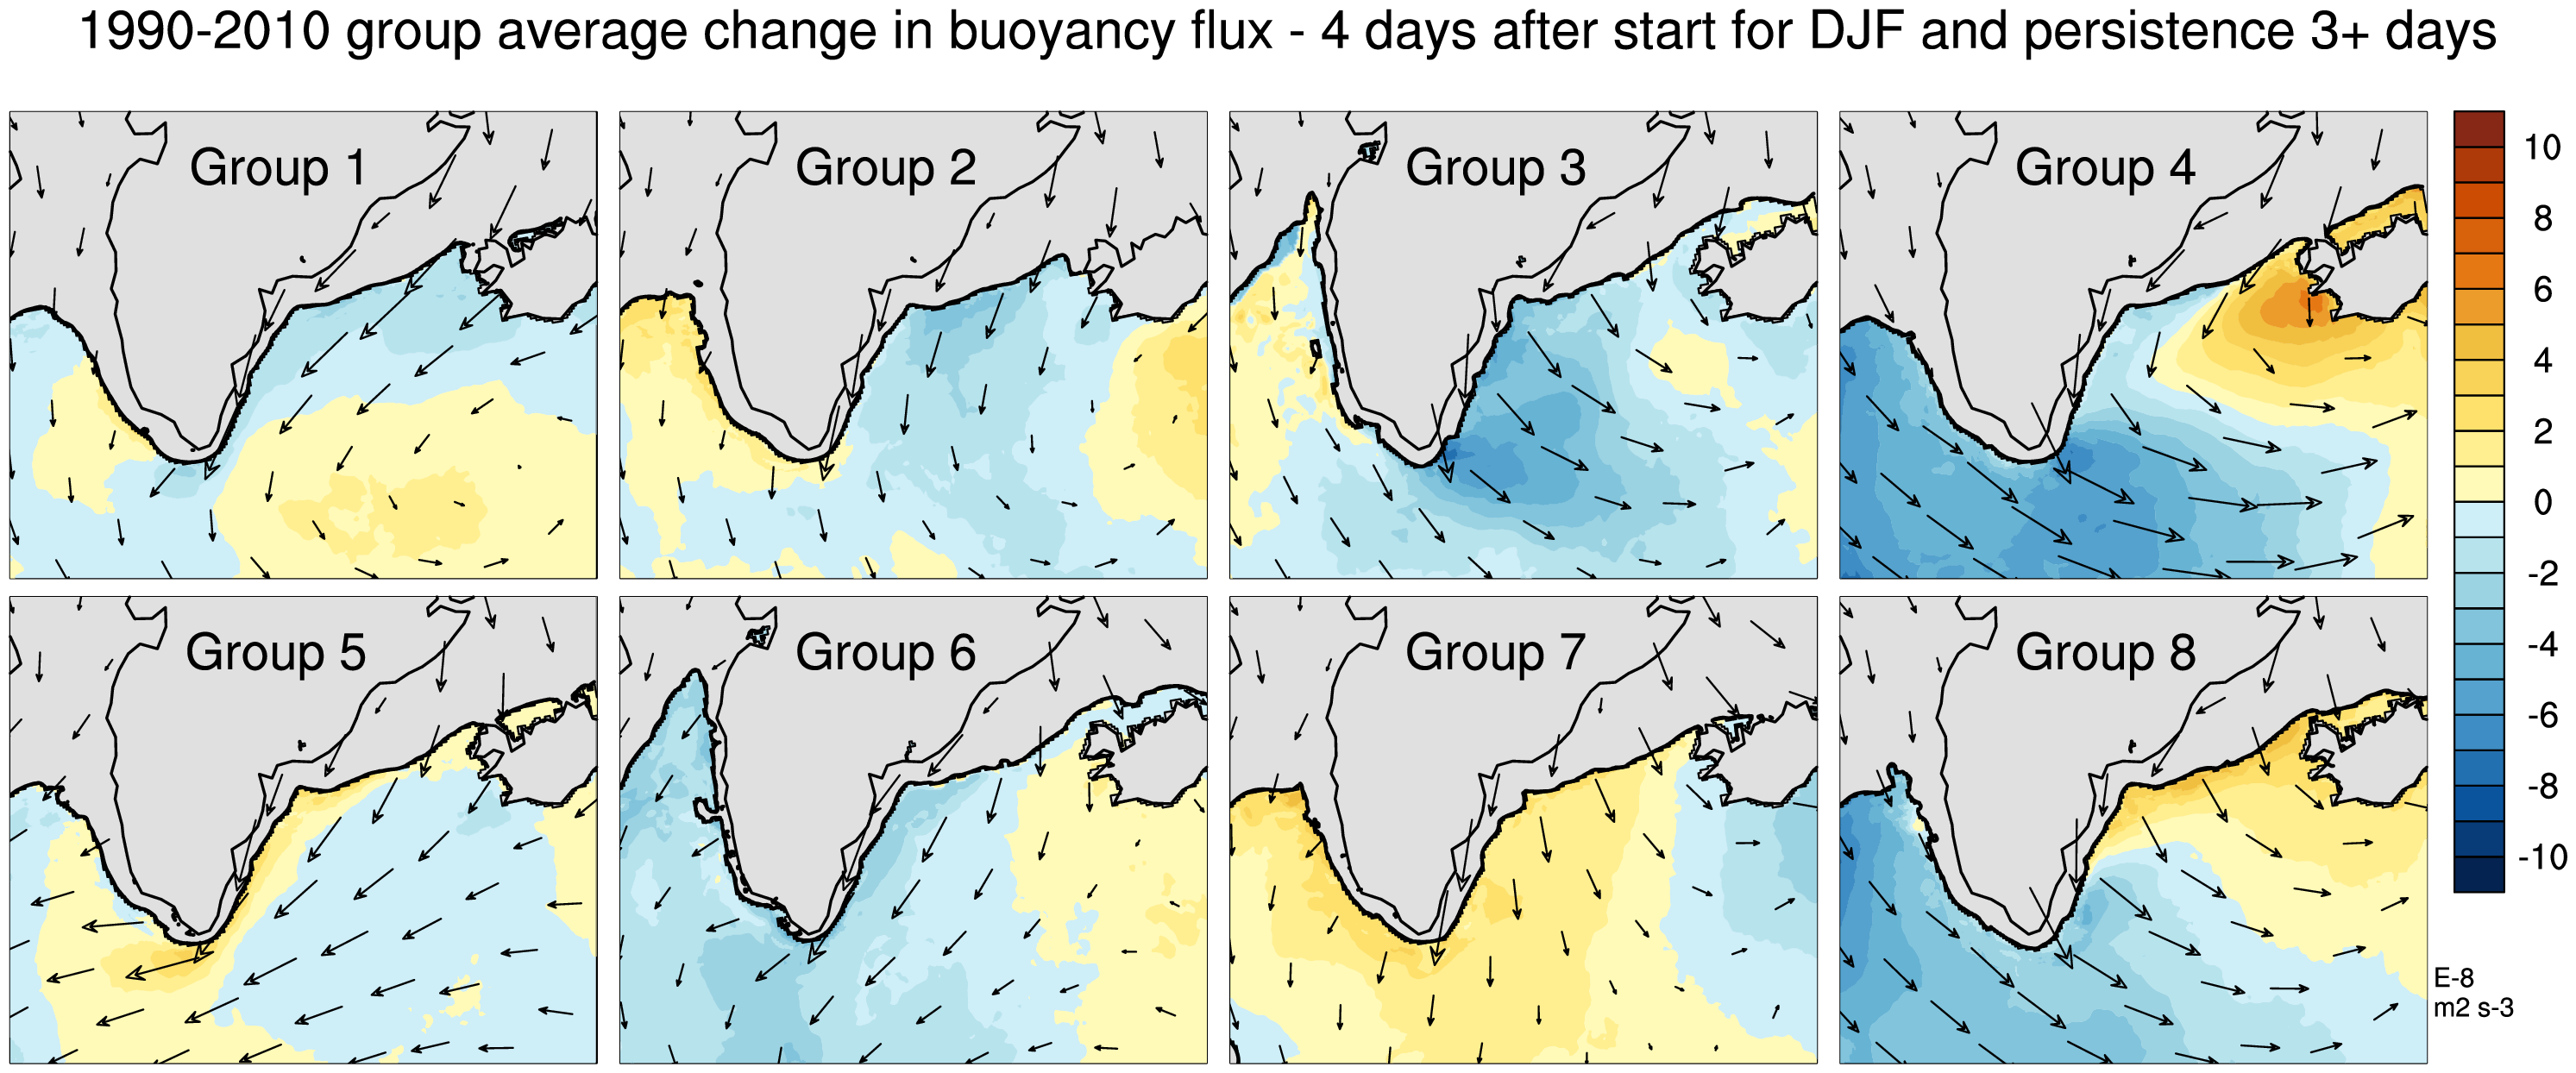 1990-2010 group average change in buoyancy flux - 4 days after start for DJF and persistence 3+ days
Group 1
Group 2
Group 3
Group 4
10
8
6
4
2
0
-2
-4
-6
-8
-10
Group 5
Group 6
Group 7
Group 8
E-8
m2 s-3